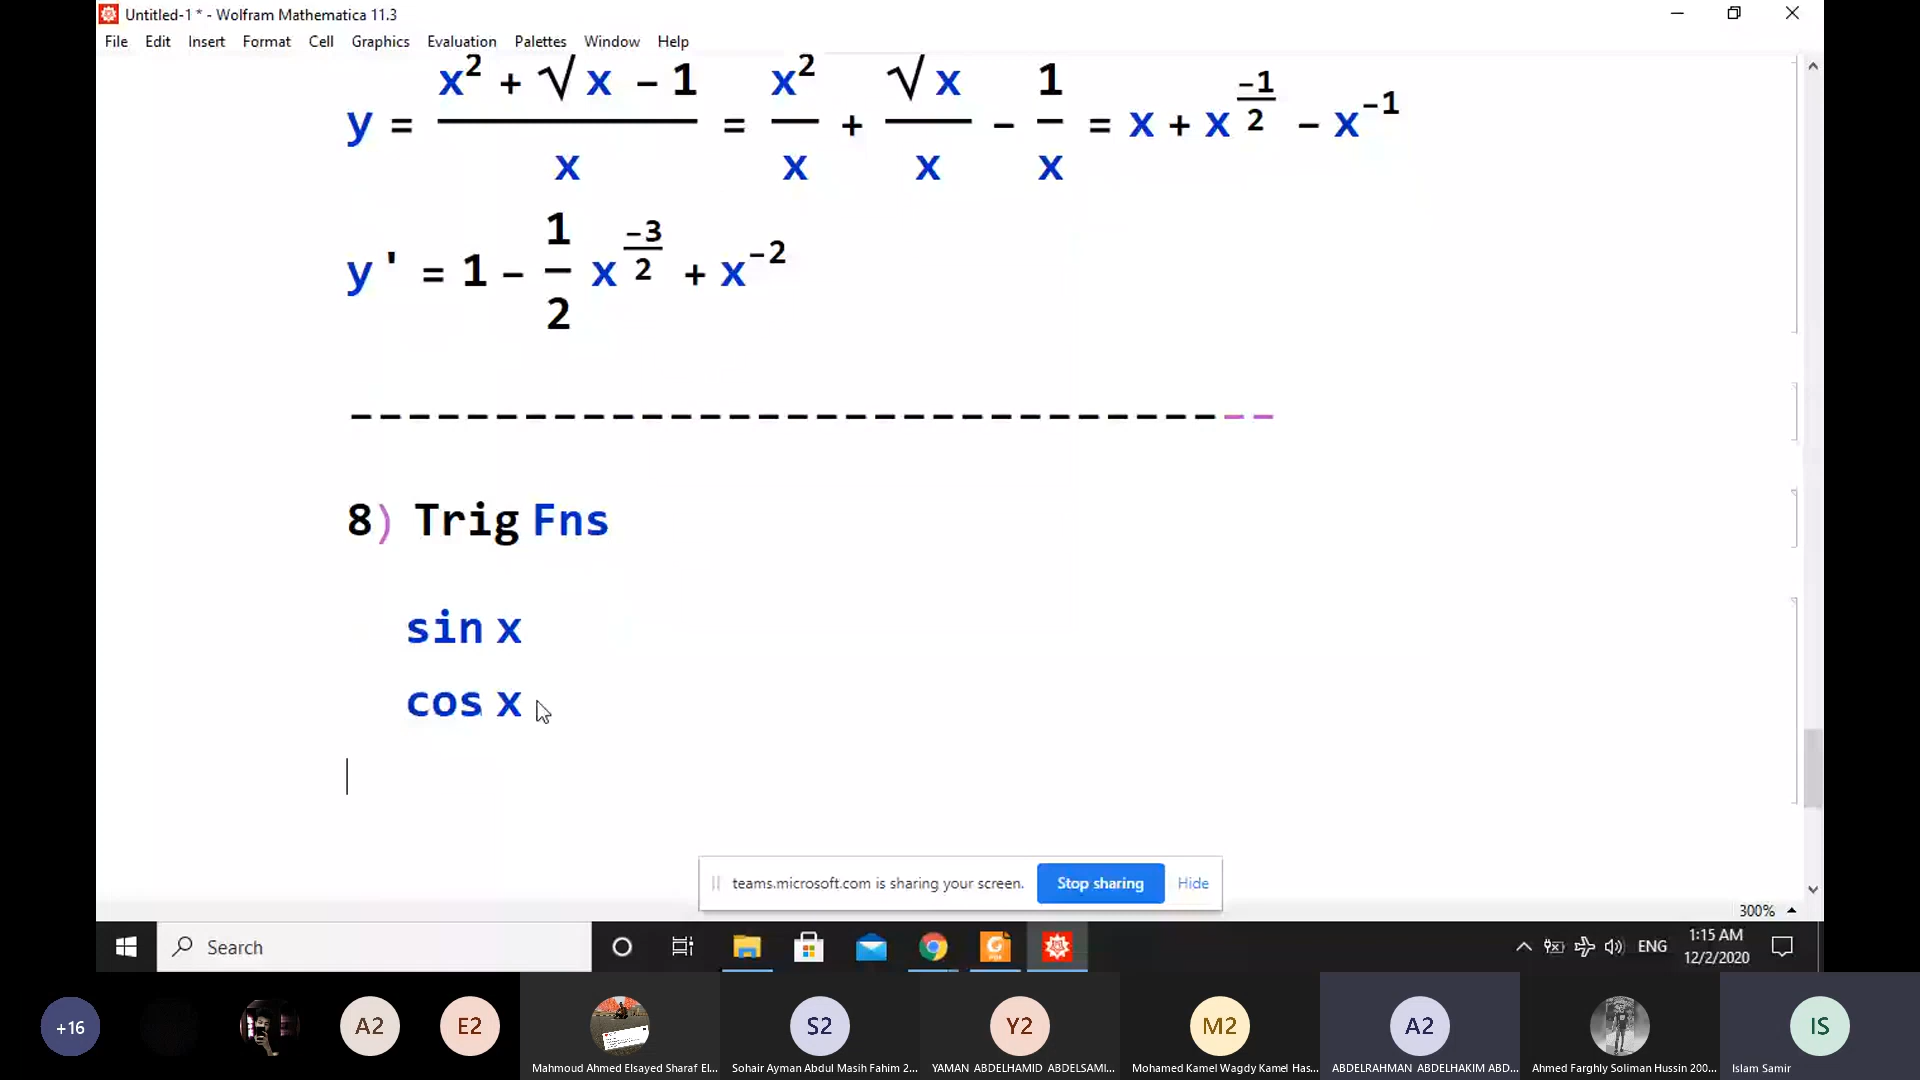 Untitled-1 * - Wolfram Mathematica 11.3
File Edit Insert Format Cell Graphics Evaluation Palettes Window Help
y = (x^2 + √x − 1)/x = x^2/x + √x/x − 1/x = x + x^(-1/2) − x^-1
y' = 1 − 1/2 x^(-3/2) + x^-2
-------------------------------- 
8) Trig Fns
sin x
cos x
teams.microsoft.com is sharing your screen. Stop sharing Hide
300%
Search
ENG
1:15 AM
12/2/2020
+16
A2
E2
S2
Y2
M2
A2
IS
Mahmoud Ahmed Elsayed Sharaf El...
Sohair Ayman Abdul Masih Fahim 2...
YAMAN ABDELHAMID ABDELSAMI...
Mohamed Kamel Wagdy Kamel Has...
ABDELRAHMAN ABDELHAKIM ABD...
Ahmed Farghly Soliman Hussin 200...
Islam Samir